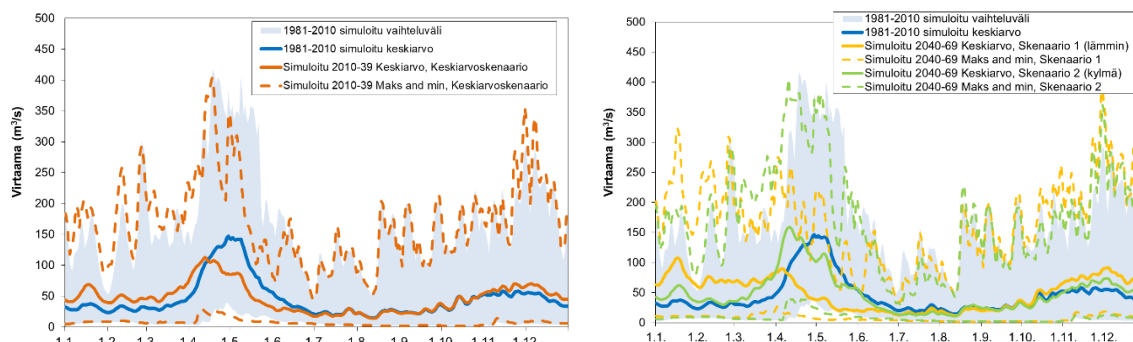 500
450
400
350
300
250
200
150
100
50
0
Virtaama (m³/s)
1981-2010 simuloitu vaihteluväli
1981-2010 simuloitu keskiarvo
Simuloitu 2010-39 Keskiarvo, Keskiarvoskenaario
Simuloitu 2010-39 Maks and min, Keskiarvoskenaario
1.1. 1.2. 1.3. 1.4. 1.5. 1.6. 1.7. 1.8. 1.9. 1.10. 1.11. 1.12.
500
450
400
350
300
250
200
150
100
50
0
Virtaama (m³/s)
1981-2010 simuloitu vaihteluväli
1981-2010 simuloitu keskiarvo
Simuloitu 2040-69 Keskiarvo, Skenaario 1 (lämmin)
Simuloitu 2040-69 Maks and min, Skenaario 1
Simuloitu 2040-69 Keskiarvo, Skenaario 2 (kylmä)
Simuloitu 2040-69 Maks and min, Skenaario 2
1.1. 1.2. 1.3. 1.4. 1.5. 1.6. 1.7. 1.8. 1.9. 1.10. 1.11. 1.12.